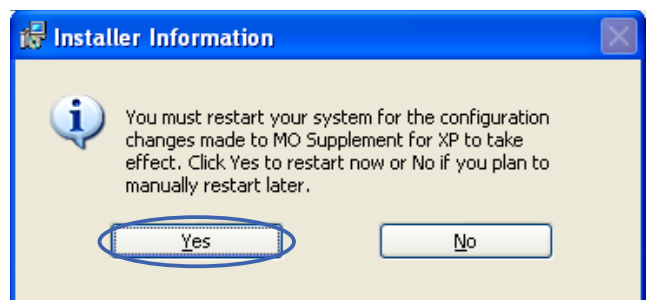 Installer Information
You must restart your system for the configuration
changes made to MO Supplement for XP to take
effect. Click Yes to restart now or No if you plan to
manually restart later.
Yes
No